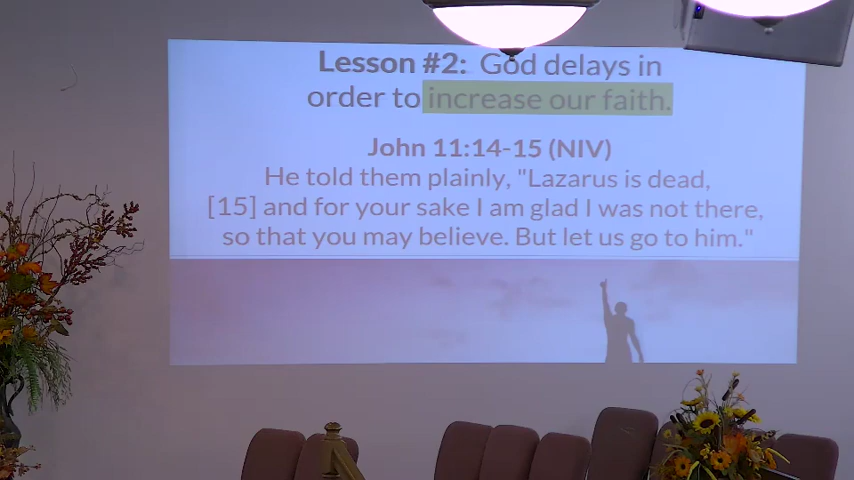 Lesson #2: God delays in
order to increase our faith.
John 11:14-15 (NIV)
He told them plainly, "Lazarus is dead,
[15] and for your sake I am glad I was not there,
so that you may believe. But let us go to him."